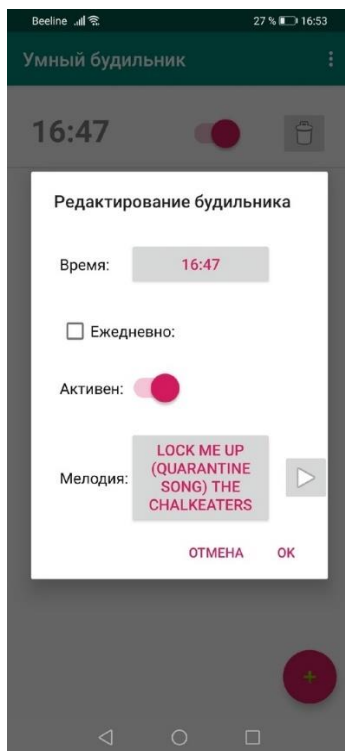 Beeline 27 % 16:53
Умный будильник
16:47
Редактирование будильника
Время: 16:47
Ежедневно:
Активен:
Мелодия: LOCK ME UP
(QUARANTINE
SONG) THE
CHALKEATERS
ОТМЕНА OK
+